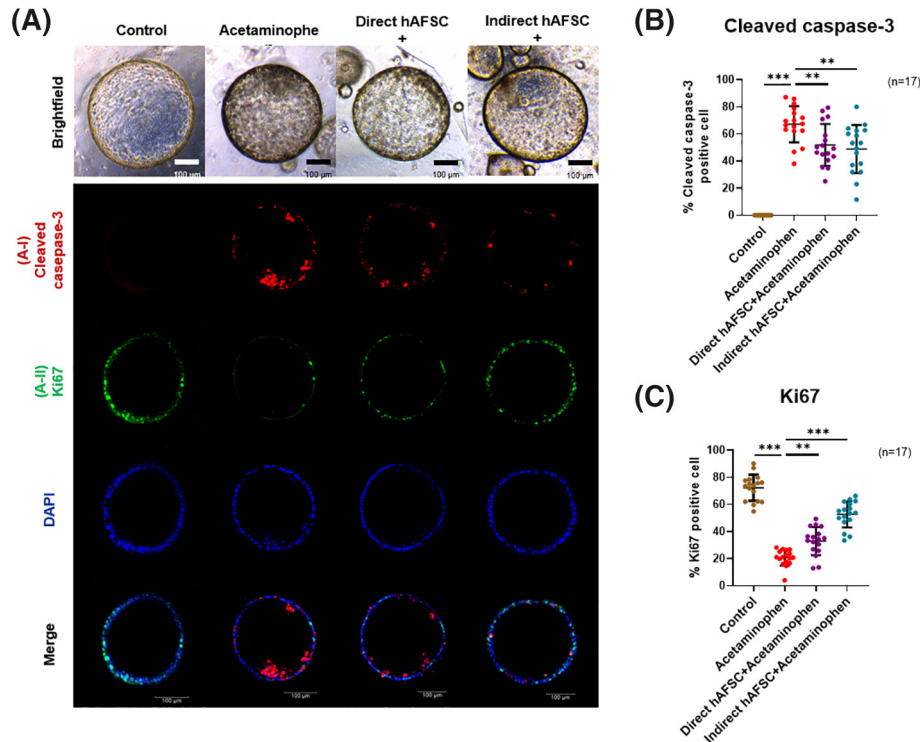 (A)
Control
Acetaminophe
Direct hAFSC
+
Indirect hAFSC
+
Brightfield
100 µm
100 µm
100 µm
100 µm
(A-I)
Cleaved
casepase-3
(A-II)
Ki67
DAPI
Merge
100 µm
100 µm
100 µm
100 µm
(B)
Cleaved caspase-3
(n=17)
**
*** **
% Cleaved caspase-3
positive cell
100
80
60
40
20
0
Control
Acetaminophen
Direct hAFSC+Acetaminophen
Indirect hAFSC+Acetaminophen
(C)
Ki67
(n=17)
***
*** **
% Ki67 positive cell
100
80
60
40
20
0
Control
Acetaminophen
Direct hAFSC+Acetaminophen
Indirect hAFSC+Acetaminophen